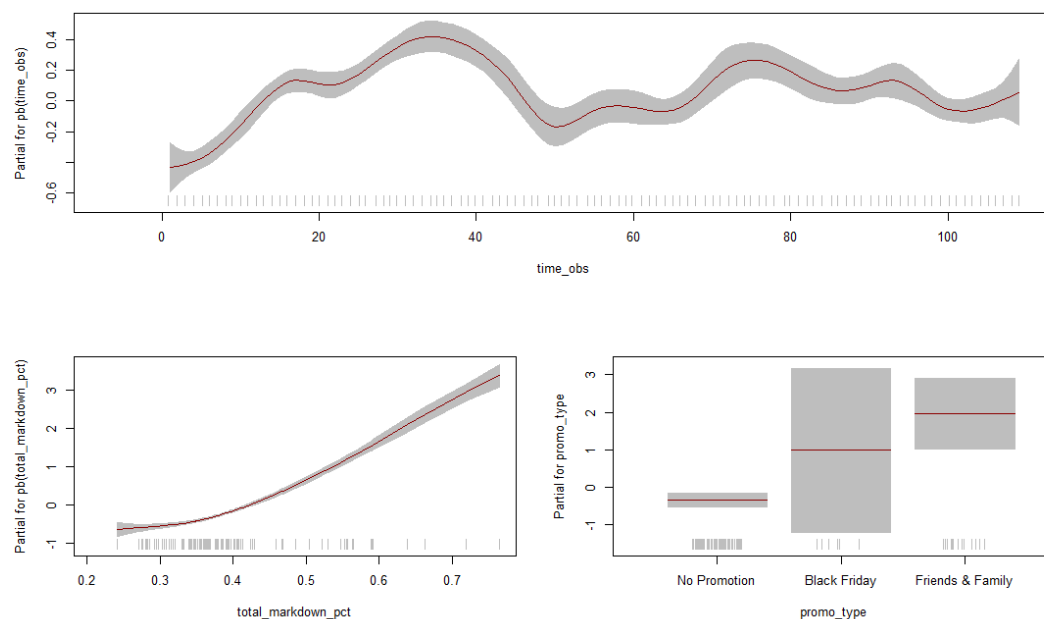 Partial for pb(time_obs)
0.4
0.2
0.0
-0.2
-0.6
0 20 40 60 80 100
time_obs
Partial for pb(total_markdown_pct)
3
2
1
0
-1
0.2 0.3 0.4 0.5 0.6 0.7
total_markdown_pct
Partial for promo_type
3
2
1
0
-1
No Promotion Black Friday Friends & Family
promo_type